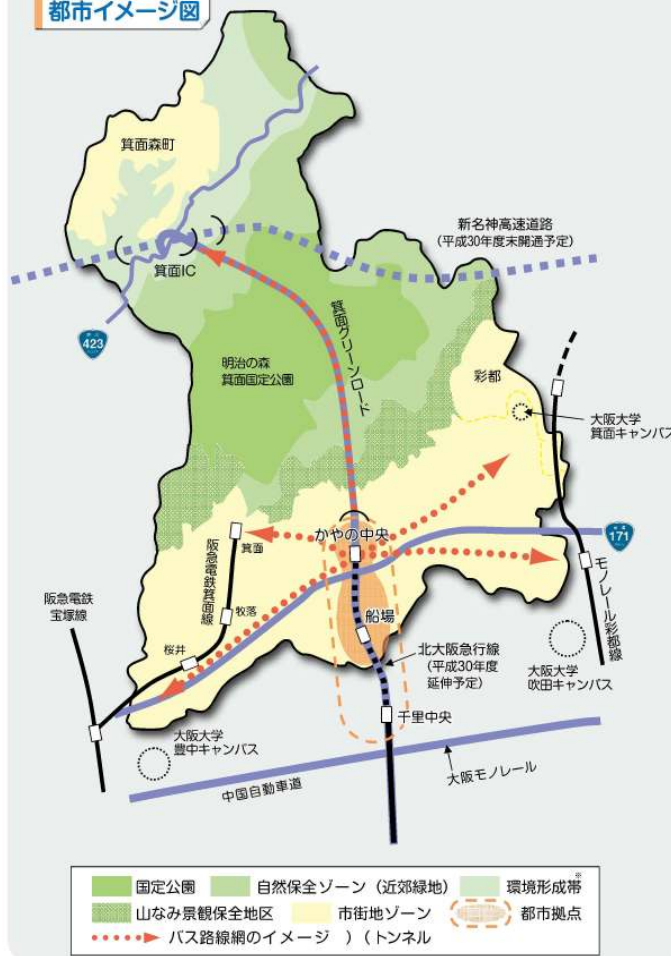 都市イメージ図
箕面森町
新名神高速道路
(平成30年度末開通予定)
箕面IC
423
箕面グリーンロード
明治の森
箕面国定公園
彩都
大阪大学
箕面キャンパス
かやの中央
171
箕面
阪急電鉄箕面線
阪急電鉄
宝塚線
牧落
船場
モノレール彩都線
桜井
北大阪急行線
(平成30年度
延伸予定)
大阪大学
吹田キャンパス
千里中央
大阪大学
豊中キャンパス
大阪モノレール
中国自動車道
国定公園 自然保全ゾーン(近郊緑地) 環境形成帯※
山なみ景観保全地区 市街地ゾーン 都市拠点
バス路線網のイメージ )(トンネル